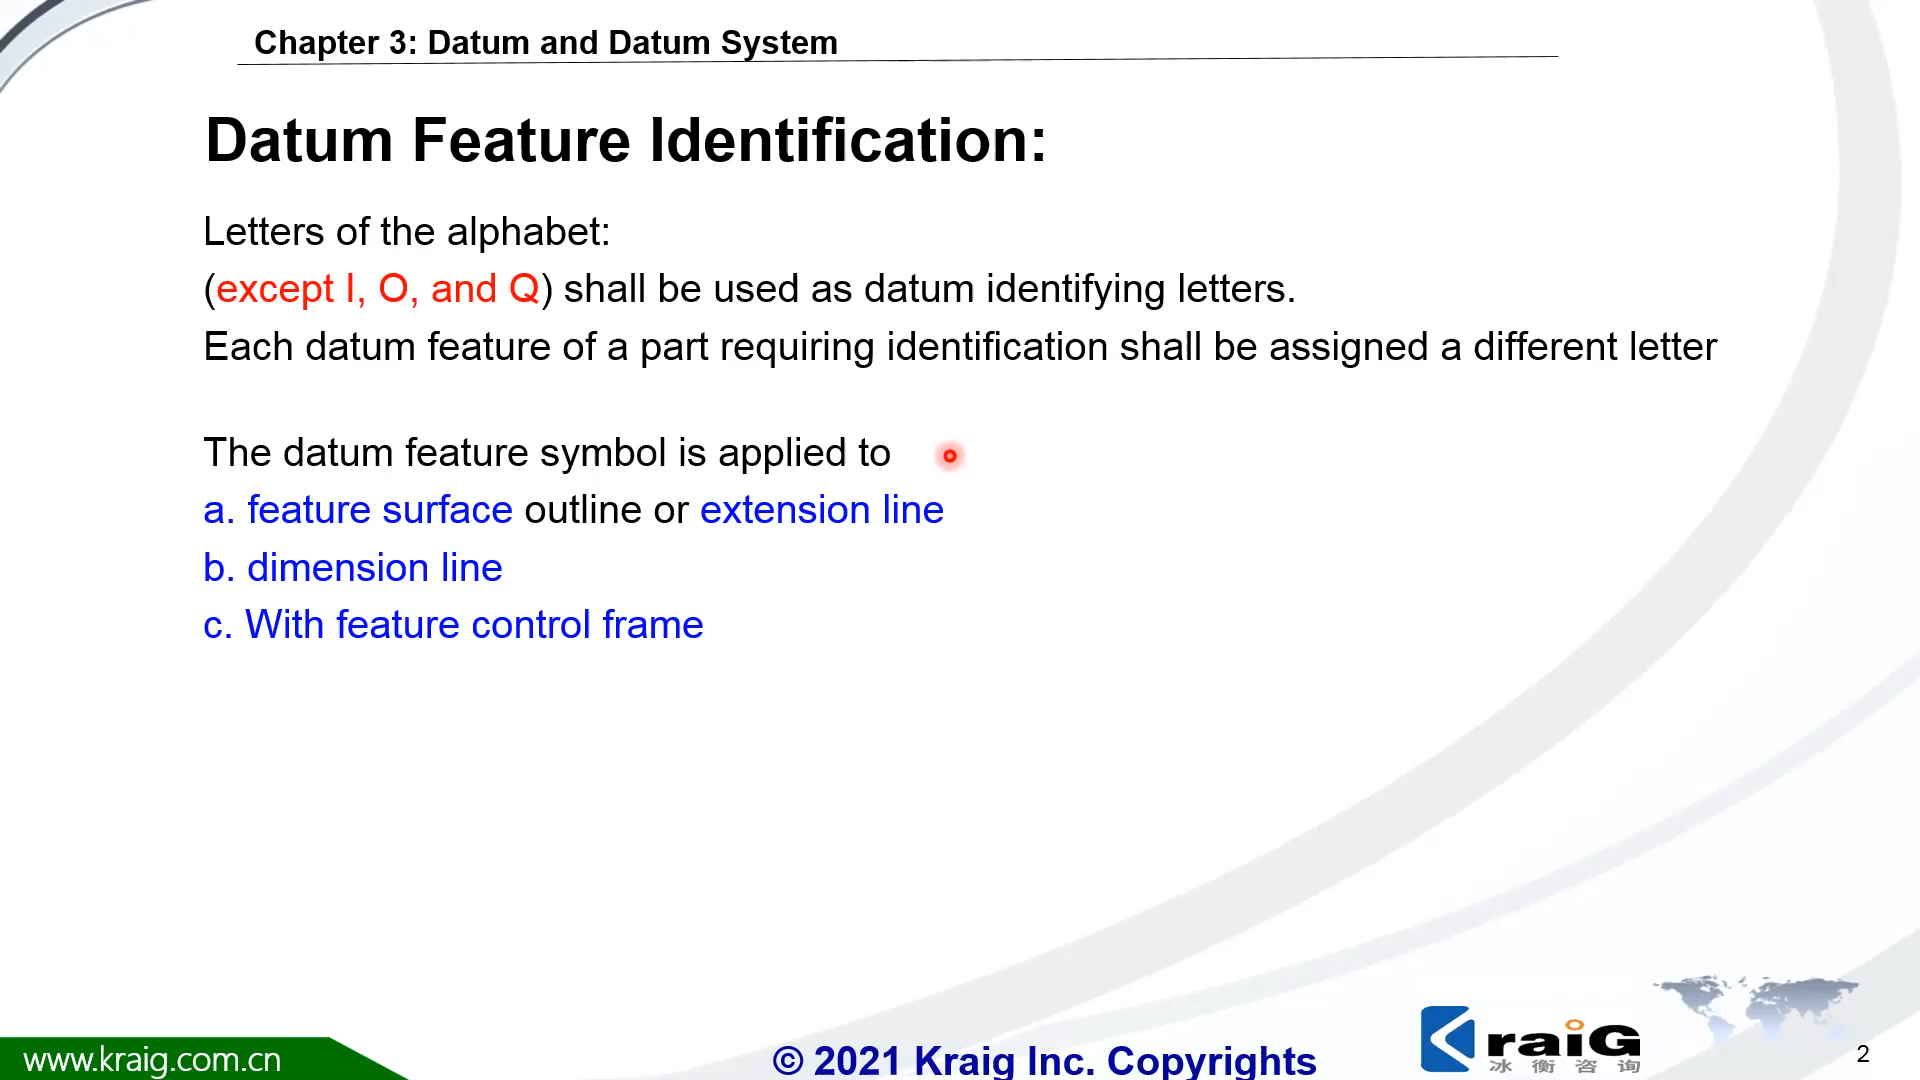 Chapter 3: Datum and Datum System
Datum Feature Identification:
Letters of the alphabet:
(except I, O, and Q) shall be used as datum identifying letters.
Each datum feature of a part requiring identification shall be assigned a different letter
The datum feature symbol is applied to
a. feature surface outline or extension line
b. dimension line
c. With feature control frame
www.kraig.com.cn
© 2021 Kraig Inc. Copyrights
KraiG
冰衡咨询
2